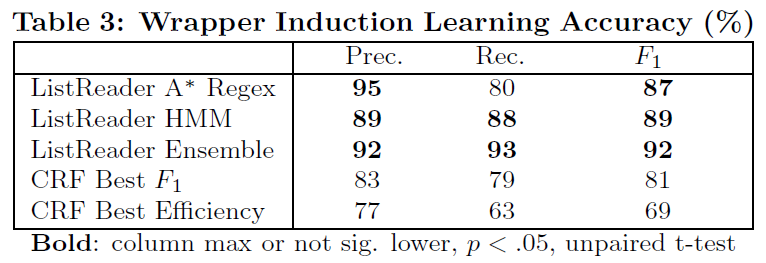 Table 3: Wrapper Induction Learning Accuracy (%)
Prec. Rec. F1
ListReader A* Regex 95 80 87
ListReader HMM 89 88 89
ListReader Ensemble 92 93 92
CRF Best F1 83 79 81
CRF Best Efficiency 77 63 69
Bold: column max or not sig. lower, p < .05, unpaired t-test